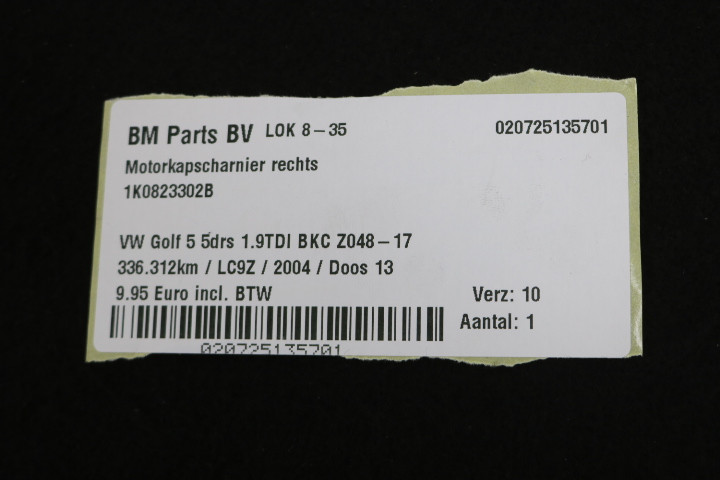 BM Parts BV LOK 8-35 020725135701
Motorkapscharnier rechts
1K0823302B
VW Golf 5 5drs 1.9TDI BKC Z048-17
336.312km / LC9Z / 2004 / Doos 13
9.95 Euro incl. BTW Verz: 10
Aantal: 1
020725135701